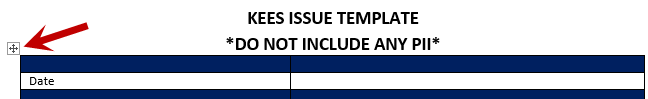 KEES ISSUE TEMPLATE
*DO NOT INCLUDE ANY PII*
Date